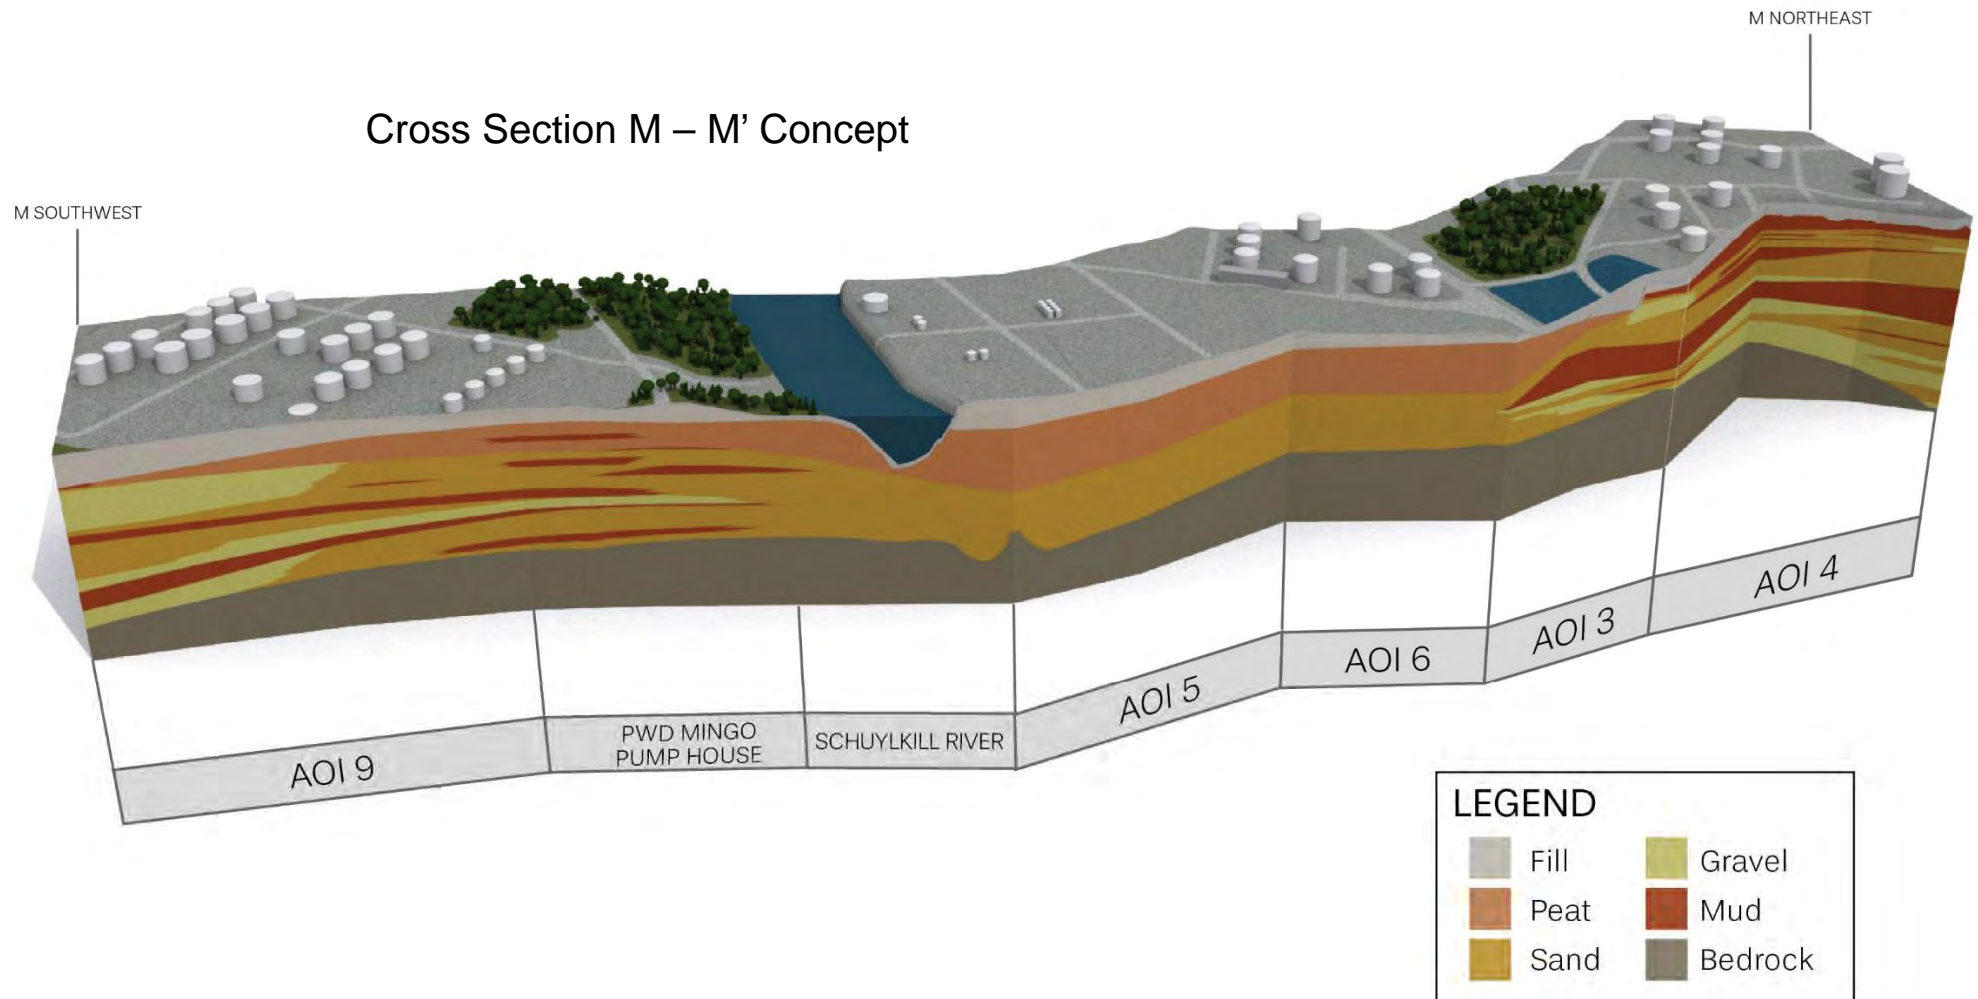 M NORTHEAST
Cross Section M – M’ Concept
M SOUTHWEST
AOI 9
PWD MINGO
PUMP HOUSE
SCHUYLKILL RIVER
AOI 5
AOI 6
AOI 3
AOI 4
LEGEND
Fill
Peat
Sand
Gravel
Mud
Bedrock